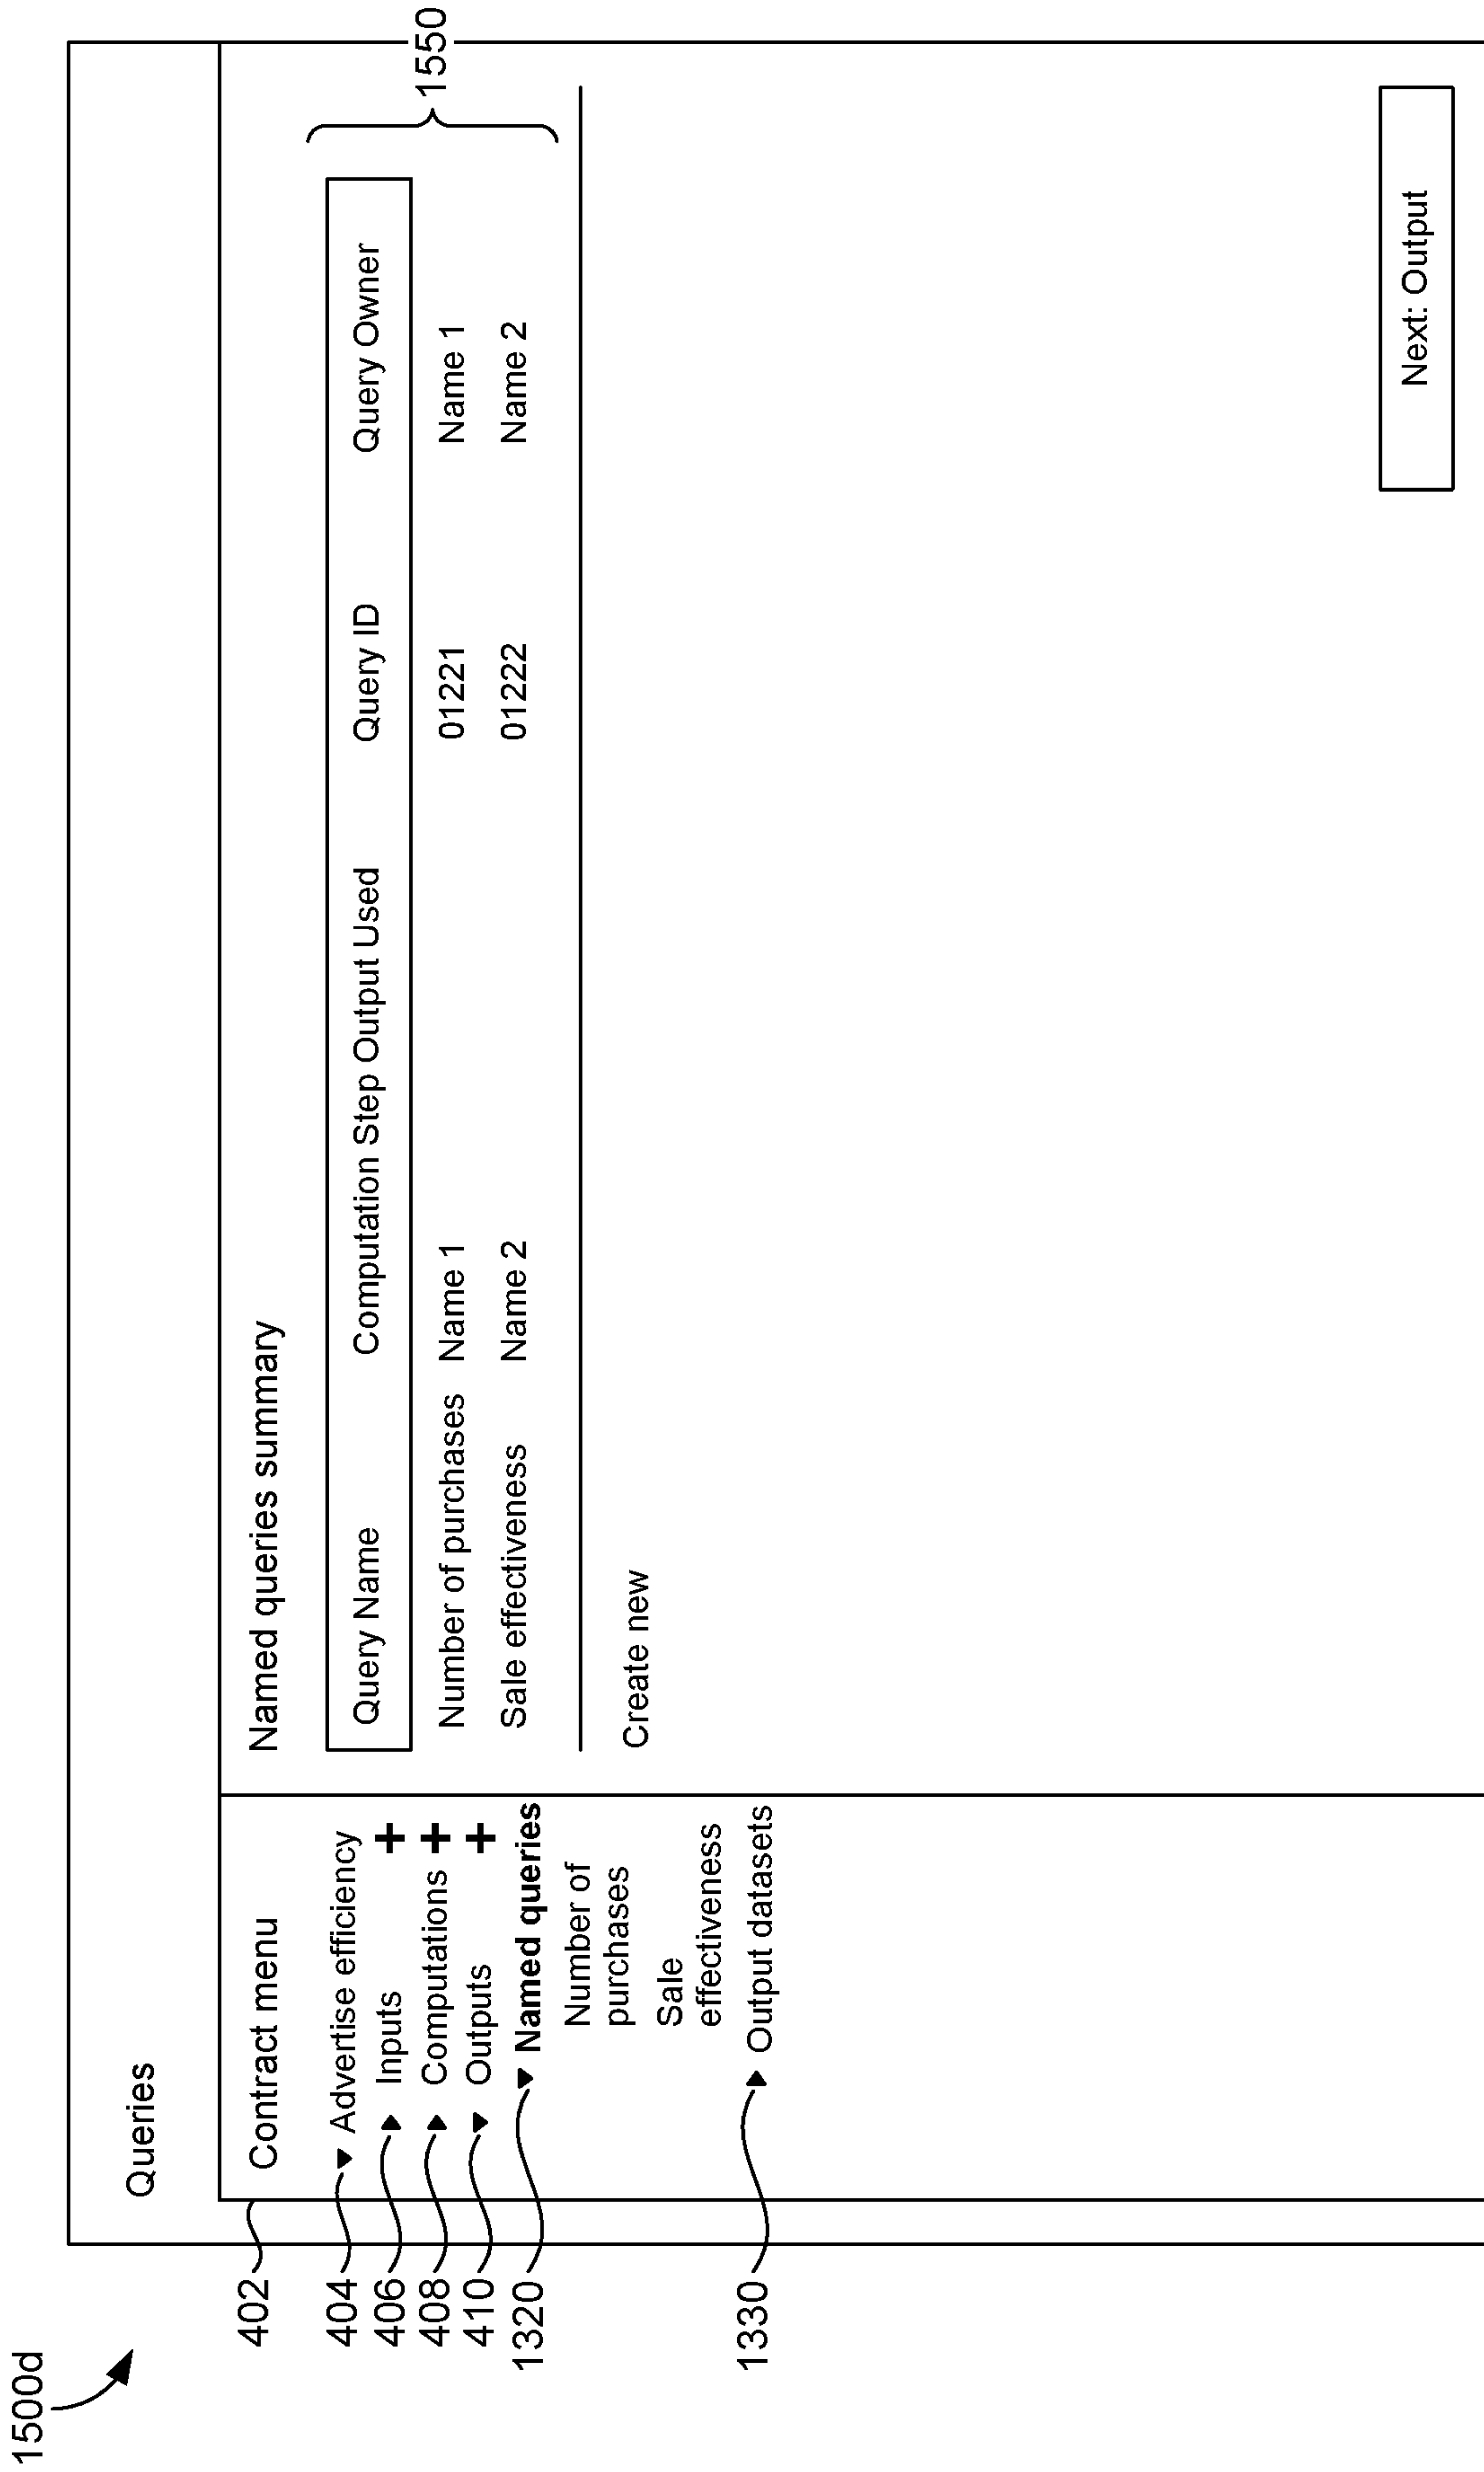 1500d
Queries
402
Contract menu
404
Advertise efficiency
406
Inputs +
408
Computations +
410
Outputs +
1320
Named queries
Number of
purchases
Sale
effectiveness
1330
Output datasets
Named queries summary
Query Name Computation Step Output Used Query ID Query Owner
Number of purchases Name 1 01221 Name 1
Sale effectiveness Name 2 01222 Name 2
1550
Create new
Next: Output